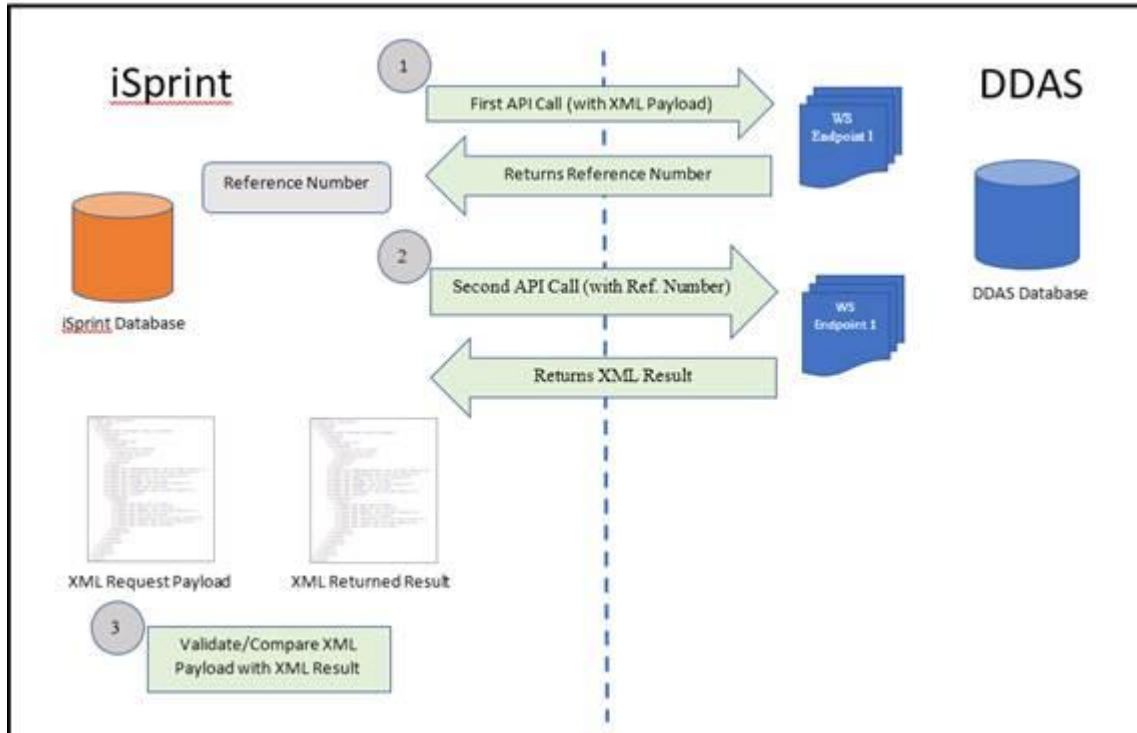 iSprint
DDAS
1
First API Call (with XML Payload)
WS
Endpoint 1
Returns Reference Number
Reference Number
2
Second API Call (with Ref. Number)
WS
Endpoint 1
iSprint Database
DDAS Database
Returns XML Result
XML Request Payload
XML Returned Result
3
Validate/Compare XML
Payload with XML Result